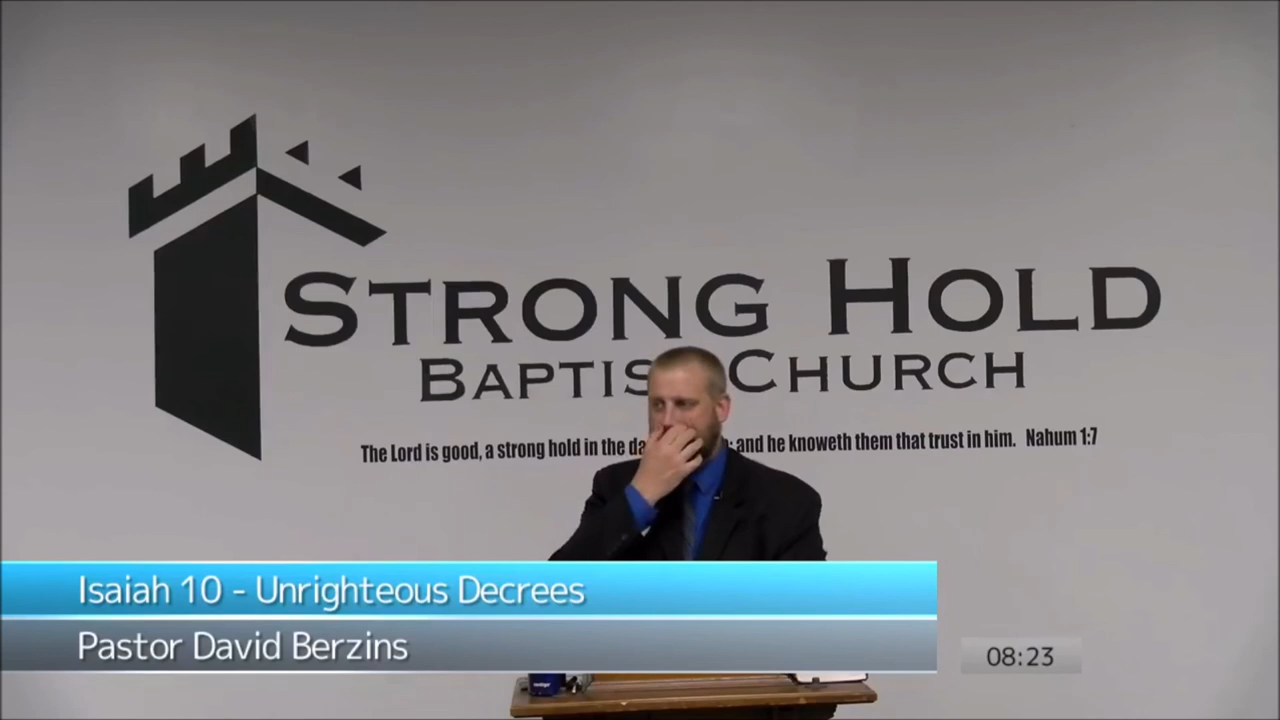 STRONG HOLD
BAPTIS CHURCH
The Lord is good, a strong hold in the da ; and he knoweth them that trust in him. Nahum 1:7
Isaiah 10 - Unrighteous Decrees
Pastor David Berzins
08:23